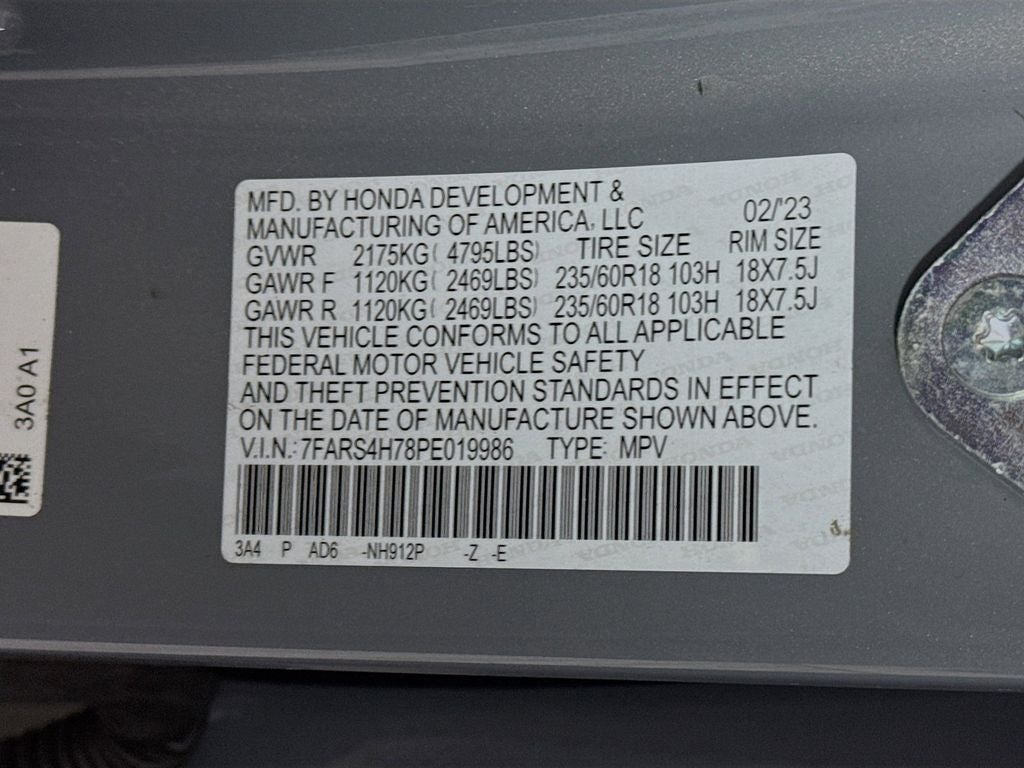 MFD. BY HONDA DEVELOPMENT &
MANUFACTURING OF AMERICA, LLC 02/'23
GVWR 2175KG( 4795LBS) TIRE SIZE RIM SIZE
GAWR F 1120KG( 2469LBS) 235/60R18 103H 18X7.5J
GAWR R 1120KG( 2469LBS) 235/60R18 103H 18X7.5J
THIS VEHICLE CONFORMS TO ALL APPLICABLE
FEDERAL MOTOR VEHICLE SAFETY
AND THEFT PREVENTION STANDARDS IN EFFECT
ON THE DATE OF MANUFACTURE SHOWN ABOVE.
V.I.N.:7FARS4H78PE019986 TYPE: MPV
3A4 P AD6 -NH912P -Z -E
3A0 A1